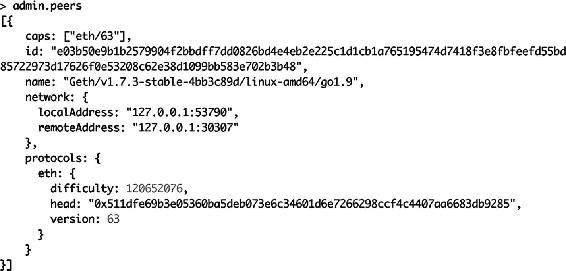 > admin.peers
[{
    caps: ["eth/63"],
    id: "e03b50e9b1b2579904f2bbdff7dd0826bd4e4eb2e225c1d1cb1a765195474d7418f3e8fbfeefd55bd
85722973d17626f0e53208c62e38d1099bb583e702b3b48",
    name: "Geth/v1.7.3-stable-4bb3c89d/linux-amd64/go1.9",
    network: {
      localAddress: "127.0.0.1:53790",
      remoteAddress: "127.0.0.1:30307"
    },
    protocols: {
      eth: {
        difficulty: 120652076,
        head: "0x511dfe69b3e05360ba5deb073e6c34601d6e7266298ccf4c4407aa6683db9285",
        version: 63
      }
    }
}]